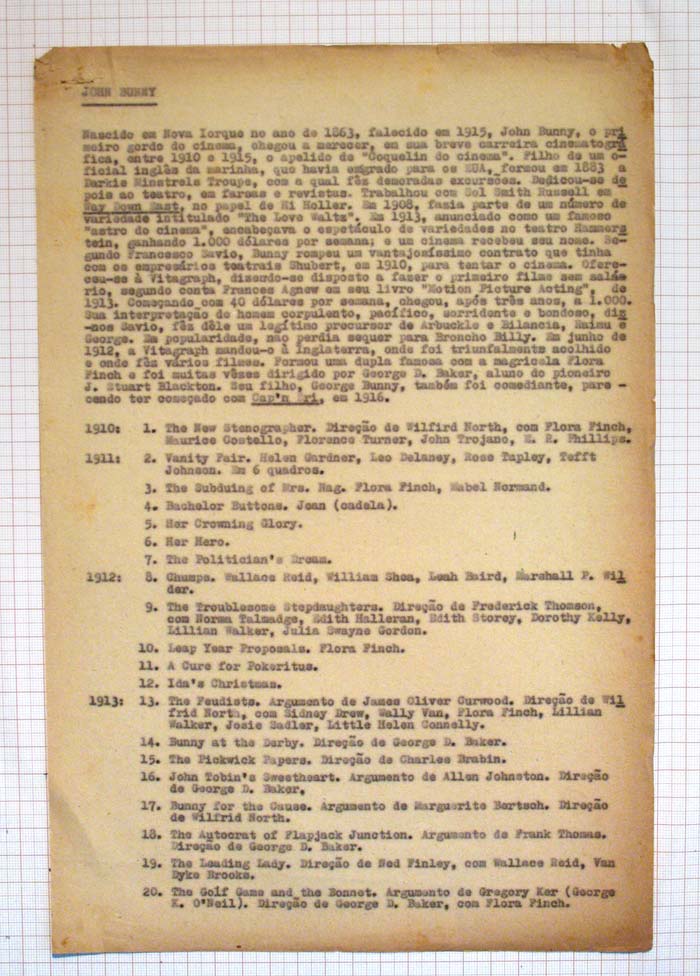 JOHN BUNNY
Nascido em Nova Iorque no ano de 1863, falecido em 1915, John Bunny, o pri
meiro gordo do cinema, chegou a merecer, em sua breve carreira cinematográ
fica, entre 1910 e 1915, o apelido de "Coquelin do cinema". Filho de um o-
ficial inglês da marinha, que havia emigrado para os EUA, formou em 1883 a
Darkie Minstrels Troupe, com a qual fêz demoradas excursões. Dedicou-se de
pois ao teatro, em farsas e revistas. Trabalhou com Sol Smith Russell em
Way Down East, no papel de Hi Holler. Em 1908, fazia parte de um número de
variedade intitulado "The Love Waltz". Em 1913, anunciado como um famoso
"astro do cinema", encabeçava o espetáculo de variedades no teatro Hammers
tein, ganhando 1.000 dólares por semana; e um cinema recebeu seu nome. Se-
gundo Francesco Savio, Bunny rompeu um vantajosíssimo contrato que tinha
com os empresários teatrais Shubert, em 1910, para tentar o cinema. Ofere-
ceu-se à Vitagraph, dizendo-se disposto a fazer o primeiro filme sem salá
rio, segundo conta Frances Agnew em seu livro "Motion Picture Acting", de
1913. Começando com 40 dólares por semana, chegou, após três anos, a 1.000.
Sua interpretação de homem corpulento, pacífico, sorridente e bondoso, diz
-nos Savio, fêz dêle um legítimo precursor de Arbuckle e Bilancia, Raimu e
George. Em popularidade, não perdia sequer para Broncho Billy. Em junho de
1912, a Vitagraph mandou-o à Inglaterra, onde foi triunfalmente acolhido
e onde fêz vários filmes. Formou uma dupla famosa com a magricela Flora
Finch e foi muitas vêzes dirigido por George D. Baker, aluno do pioneiro
J. Stuart Blackton. Seu filho, George Bunny, também foi comediante, pare -
cendo ter começado com Cap'n Eri, em 1916.
1910: 1. The New Stenographer. Direção de Wilfird North, com Flora Finch,
Maurice Costello, Florence Turner, John Trojano, E. R. Phillips.
1911: 2. Vanity Fair. Helen Gardner, Leo Delaney, Rose Tapley, Tefft
Johnson. Em 6 quadros.
3. The Subduing of Mrs. Nag. Flora Finch, Mabel Normand.
4. Bachelor Buttons. Jean (cadela).
5. Her Crowning Glory.
6. Her Hero.
7. The Politician's Dream.
1912: 8. Chumps. Wallace Reid, William Shea, Leah Baird, Marshall P. Wil
der.
9. The Troublesome Stepdaughters. Direção de Frederick Thomson,
com Norma Talmadge, Edith Halleran, Edith Storey, Dorothy Kelly,
Lillian Walker, Julia Swayne Gordon.
10. Leap Year Proposals. Flora Finch.
11. A Cure for Pokeritus.
12. Ida's Christmas.
1913: 13. The Feudists. Argumento de James Oliver Curwood. Direção de Wil
frid North, com Sidney Drew, Wally Van, Flora Finch, Lillian
Walker, Josie Sadler, Little Helen Connelly.
14. Bunny at the Derby. Direção de George D. Baker.
15. The Pickwick Papers. Direção de Charles Brabin.
16. John Tobin's Sweetheart. Argumento de Allen Johnston. Direção
de George D. Baker.
17. Bunny for the Cause. Argumento de Marguerite Bertsch. Direção
de Wilfrid North.
18. The Autocrat of Flapjack Junction. Argumento de Frank Thomas.
Direção de George D. Baker.
19. The Leading Lady. Direção de Ned Finley, com Wallace Reid, Van
Dyke Brooke.
20. The Golf Game and the Bonnet. Argumento de Gregory Ker (George
K. O'Neil). Direção de George D. Baker, com Flora Finch.